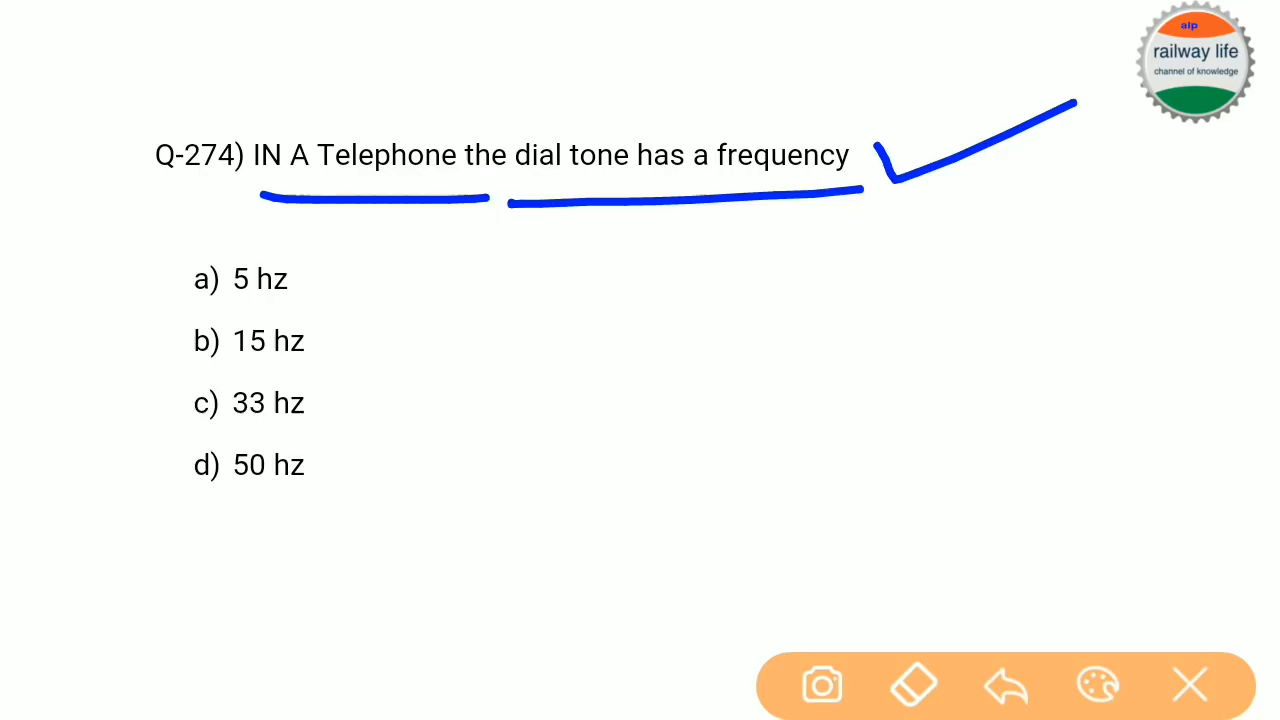 alp
railway life
channel of knowledge
Q-274) IN A Telephone the dial tone has a frequency
a) 5 hz
b) 15 hz
c) 33 hz
d) 50 hz